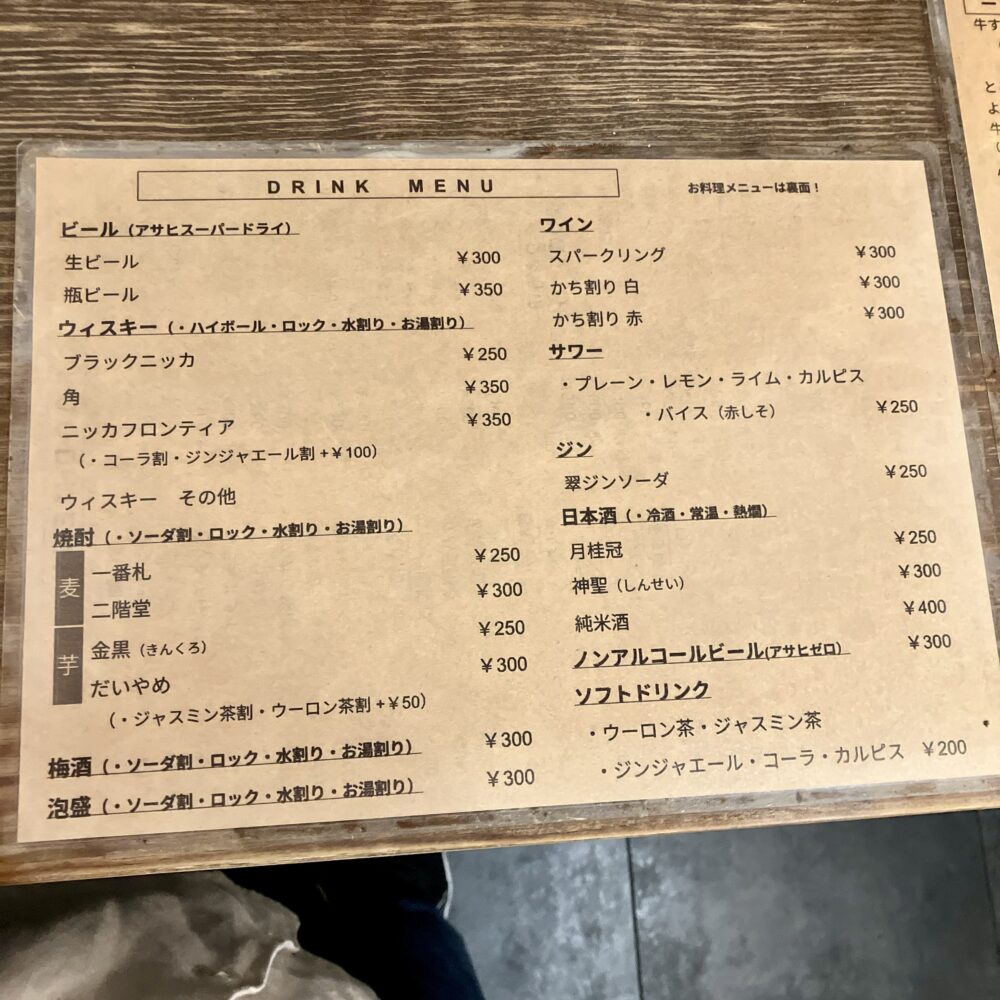 DRINK MENU
お料理メニューは裏面！
ビール（アサヒスーパードライ）
生ビール ￥300
瓶ビール ￥350
ウィスキー（・ハイボール・ロック・水割り・お湯割り）
ブラックニッカ ￥250
角 ￥350
ニッカフロンティア ￥350
（・コーラ割・ジンジャエール割 +￥100）
ウィスキー その他
焼酎（・ソーダ割・ロック・水割り・お湯割り）
麦
一番札 ￥250
二階堂 ￥300
芋
金黒（きんくろ） ￥250
だいやめ ￥300
（・ジャスミン茶割・ウーロン茶割 +￥50）
梅酒（・ソーダ割・ロック・水割り・お湯割り） ￥300
泡盛（・ソーダ割・ロック・水割り・お湯割り） ￥300
ワイン
スパークリング ￥300
かち割り 白 ￥300
かち割り 赤 ￥300
サワー
・プレーン・レモン・ライム・カルピス
・バイス（赤しそ） ￥250
ジン
翠ジンソーダ ￥250
日本酒（・冷酒・常温・熱燗）
月桂冠 ￥250
神聖（しんせい） ￥300
純米酒 ￥400
ノンアルコールビール(アサヒゼロ） ￥300
ソフトドリンク
・ウーロン茶・ジャスミン茶
・ジンジャエール・コーラ・カルピス ￥200
牛す
と
よ
牛